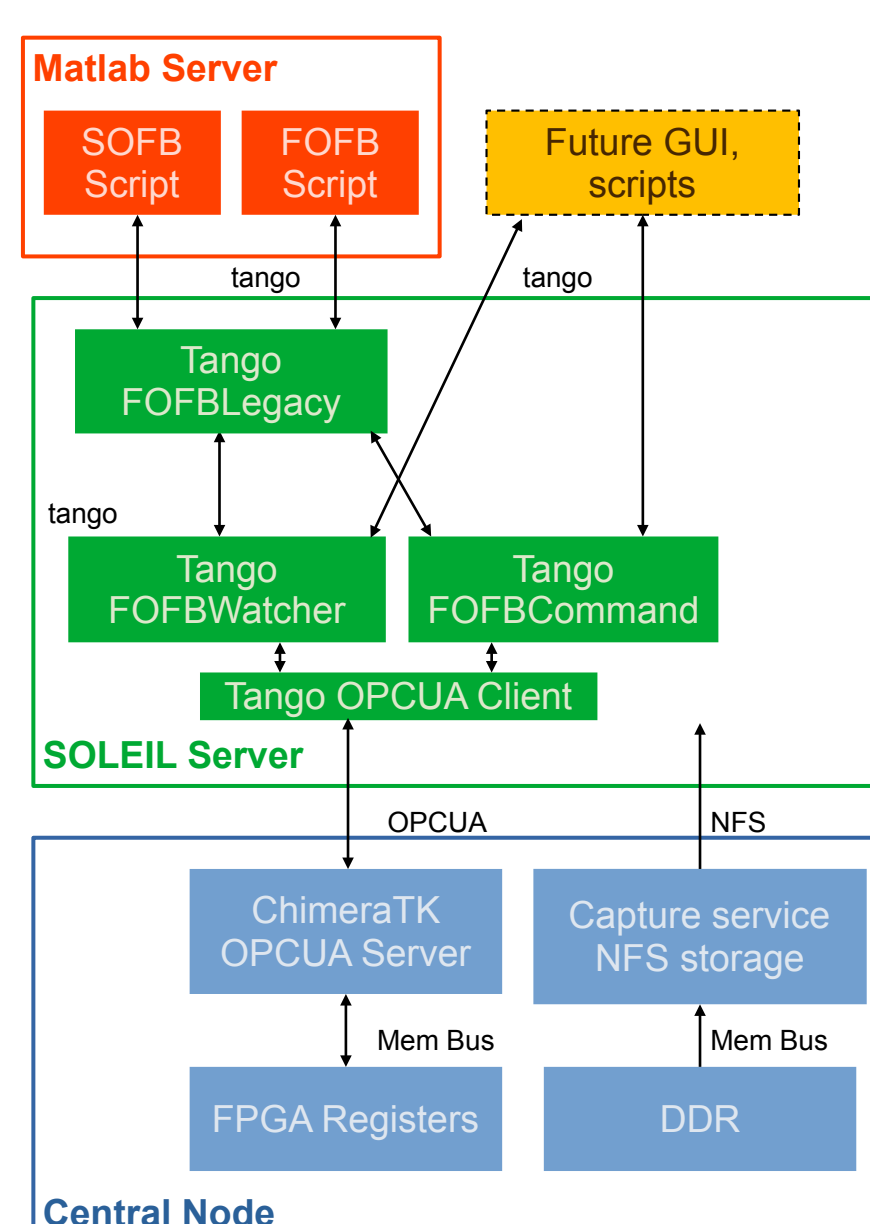 Matlab Server
SOFB
Script
FOFB
Script
Future GUI,
scripts
tango
tango
Tango
FOFBLegacy
tango
Tango
FOFBWatcher
Tango
FOFBCommand
Tango OPCUA Client
SOLEIL Server
OPCUA
NFS
ChimeraTK
OPCUA Server
Capture service
NFS storage
Mem Bus
Mem Bus
FPGA Registers
DDR
Central Node